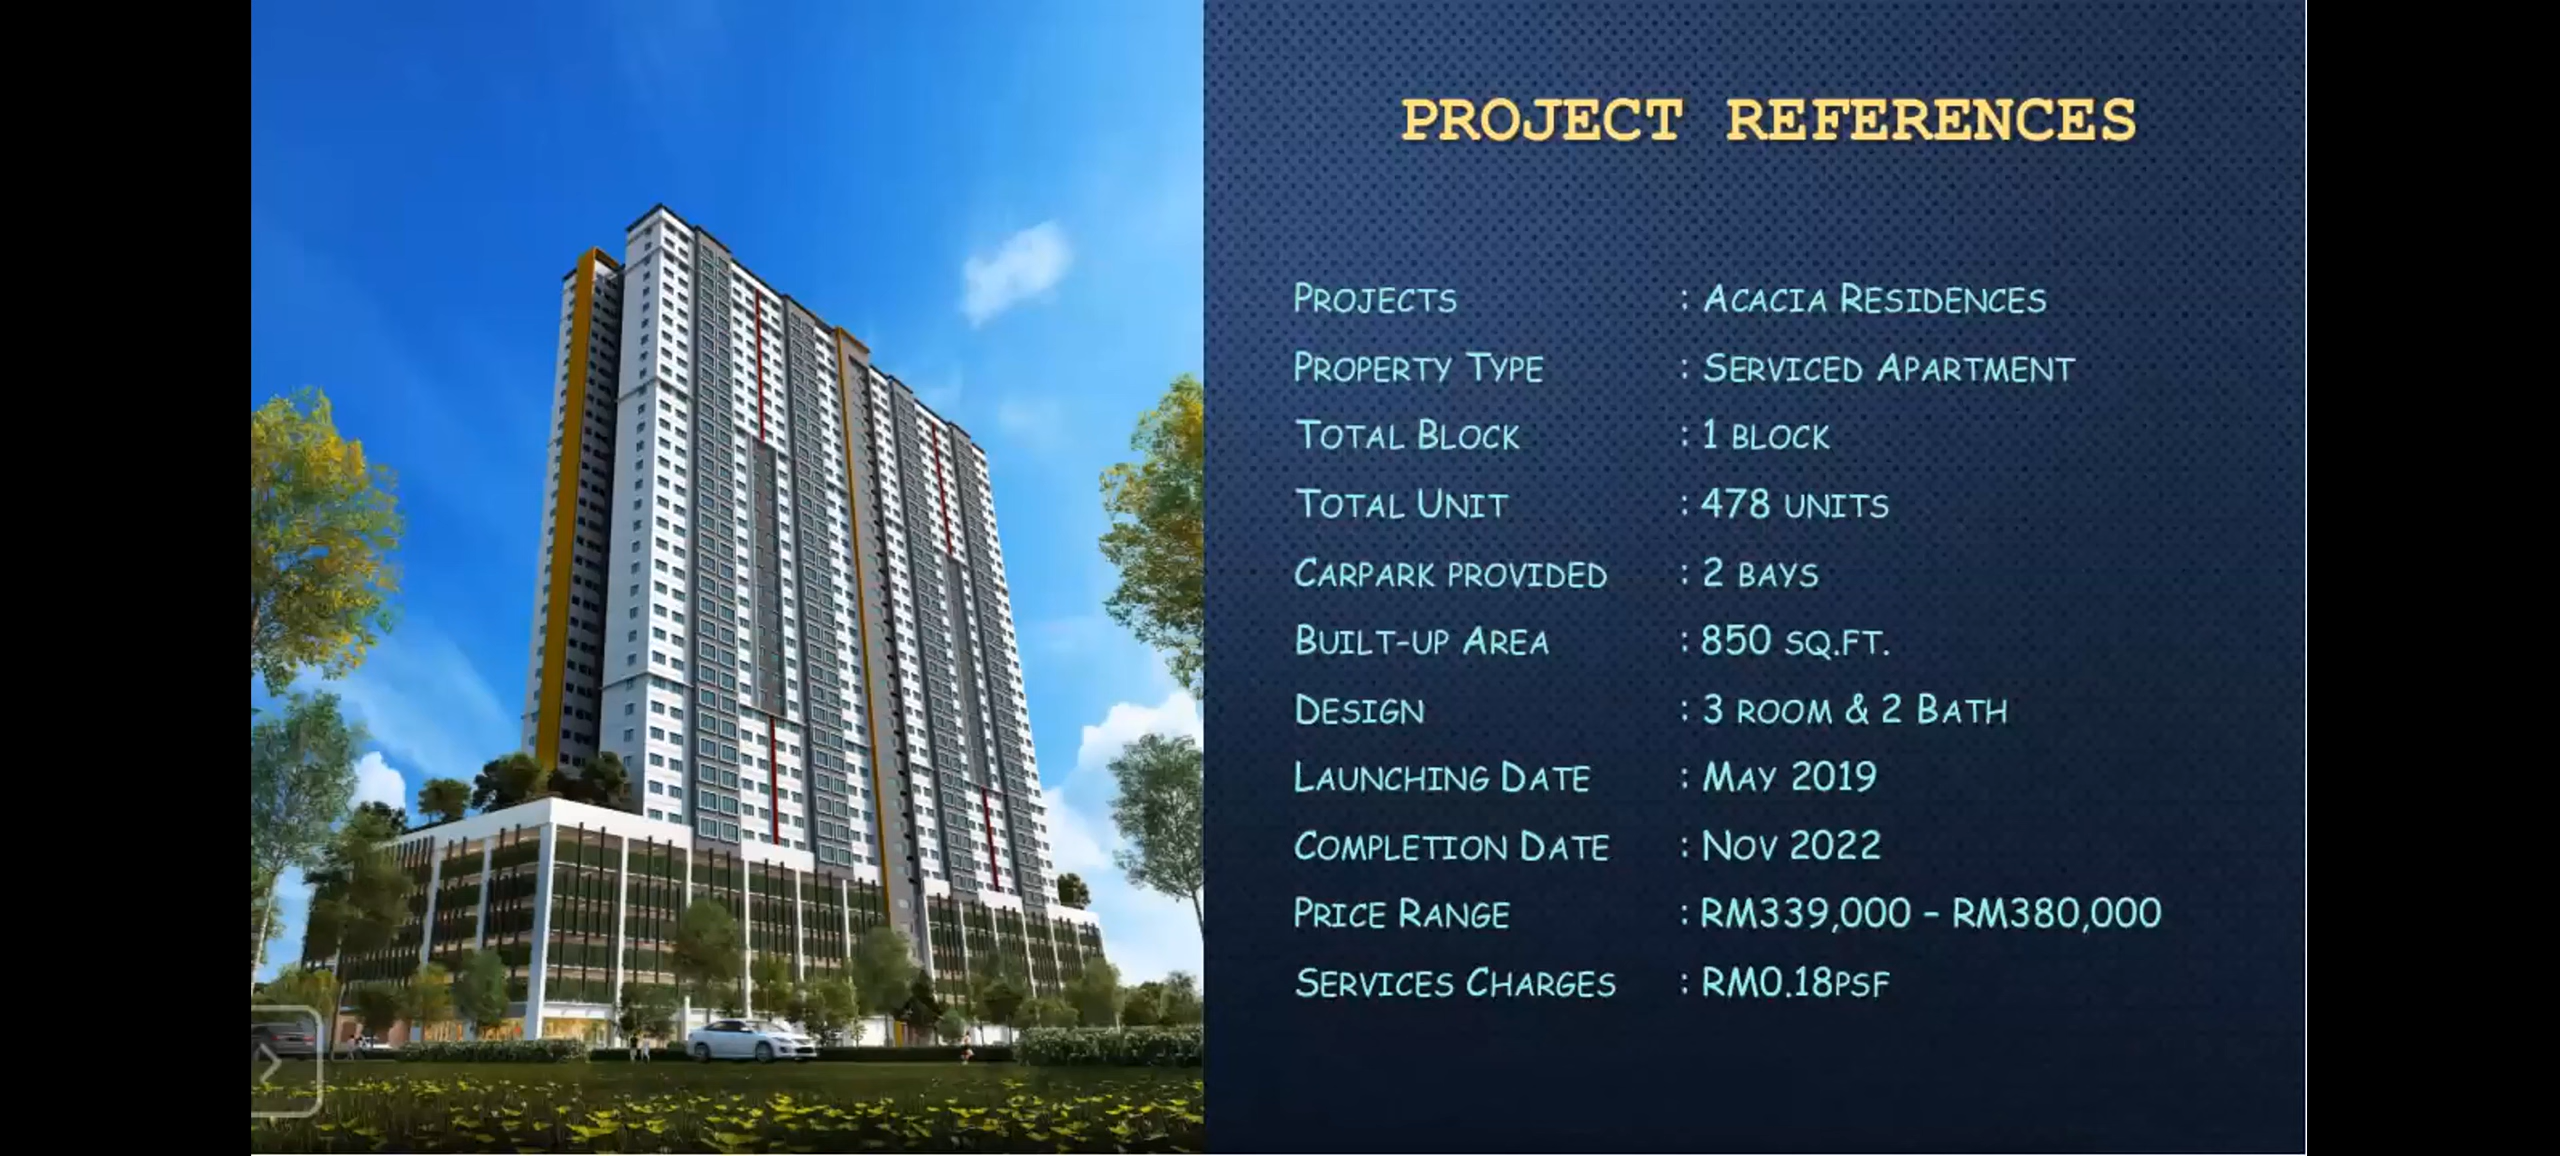 PROJECT REFERENCES
PROJECTS : ACACIA RESIDENCES
PROPERTY TYPE : SERVICED APARTMENT
TOTAL BLOCK : 1 BLOCK
TOTAL UNIT : 478 UNITS
CARPARK PROVIDED : 2 BAYS
BUILT-UP AREA : 850 SQ.FT.
DESIGN : 3 ROOM & 2 BATH
LAUNCHING DATE : MAY 2019
COMPLETION DATE : NOV 2022
PRICE RANGE : RM339,000 – RM380,000
SERVICES CHARGES : RM0.18PSF